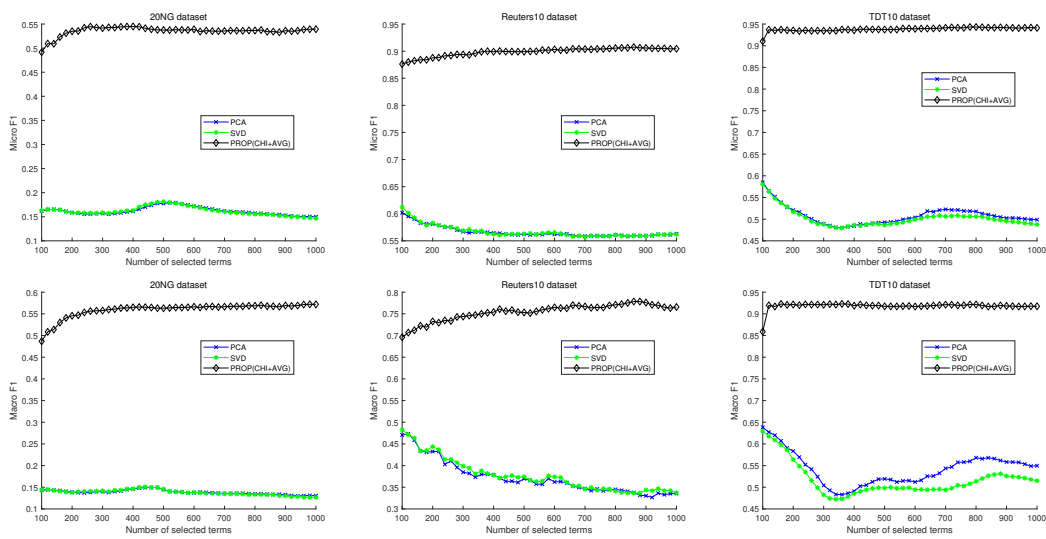 20NG dataset
Micro F1
0.55
0.5
0.45
0.4
0.35
0.3
0.25
0.2
0.15
0.1
PCA
SVD
PROP(CHI+AVG)
100 200 300 400 500 600 700 800 900 1000
Number of selected terms
Reuters10 dataset
Micro F1
0.95
0.9
0.85
0.8
0.75
0.7
0.65
0.6
0.55
PCA
SVD
PROP(CHI+AVG)
100 200 300 400 500 600 700 800 900 1000
Number of selected terms
TDT10 dataset
Micro F1
0.95
0.9
0.85
0.8
0.75
0.7
0.65
0.6
0.55
0.5
0.45
PCA
SVD
PROP(CHI+AVG)
100 200 300 400 500 600 700 800 900 1000
Number of selected terms
20NG dataset
Macro F1
0.6
0.55
0.5
0.45
0.4
0.35
0.3
0.25
0.2
0.15
0.1
PCA
SVD
PROP(CHI+AVG)
100 200 300 400 500 600 700 800 900 1000
Number of selected terms
Reuters10 dataset
Macro F1
0.8
0.75
0.7
0.65
0.6
0.55
0.5
0.45
0.4
0.35
0.3
PCA
SVD
PROP(CHI+AVG)
100 200 300 400 500 600 700 800 900 1000
Number of selected terms
TDT10 dataset
Macro F1
0.95
0.9
0.85
0.8
0.75
0.7
0.65
0.6
0.55
0.5
0.45
PCA
SVD
PROP(CHI+AVG)
100 200 300 400 500 600 700 800 900 1000
Number of selected terms